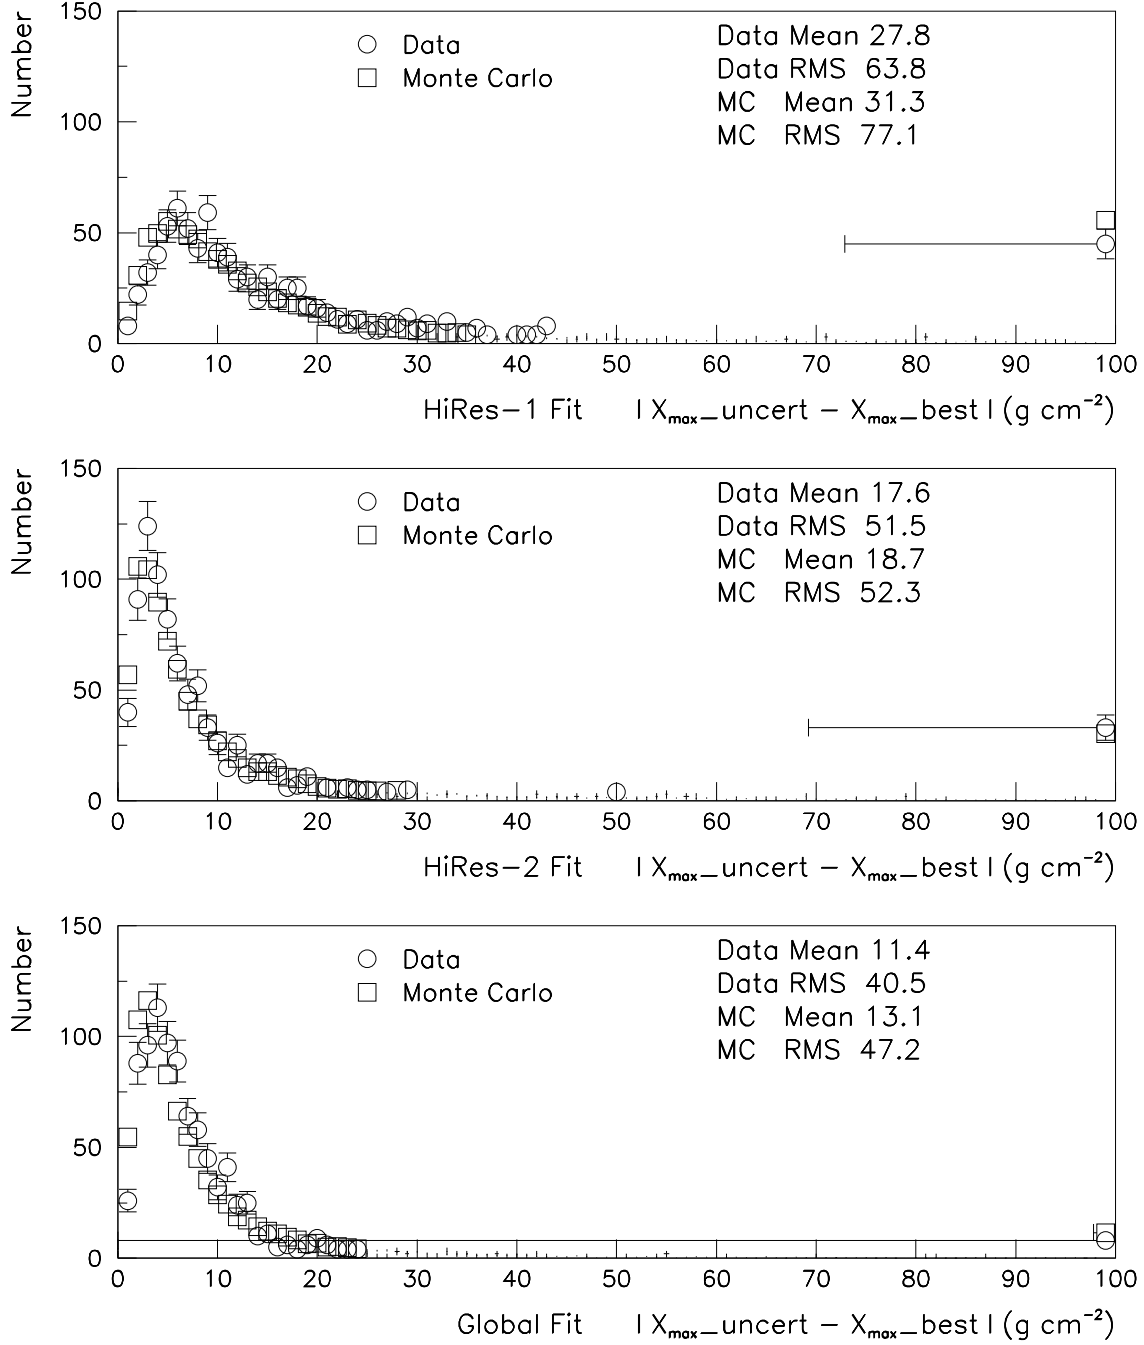 150
100
50
0
Number
Data
Monte Carlo
Data Mean 27.8
Data RMS 63.8
MC Mean 31.3
MC RMS 77.1
0 10 20 30 40 50 60 70 80 90 100
HiRes-1 Fit | Xmax_uncert - Xmax_best | (g cm⁻²)
150
100
50
0
Number
Data
Monte Carlo
Data Mean 17.6
Data RMS 51.5
MC Mean 18.7
MC RMS 52.3
0 10 20 30 40 50 60 70 80 90 100
HiRes-2 Fit | Xmax_uncert - Xmax_best | (g cm⁻²)
150
100
50
0
Number
Data
Monte Carlo
Data Mean 11.4
Data RMS 40.5
MC Mean 13.1
MC RMS 47.2
0 10 20 30 40 50 60 70 80 90 100
Global Fit | Xmax_uncert - Xmax_best | (g cm⁻²)